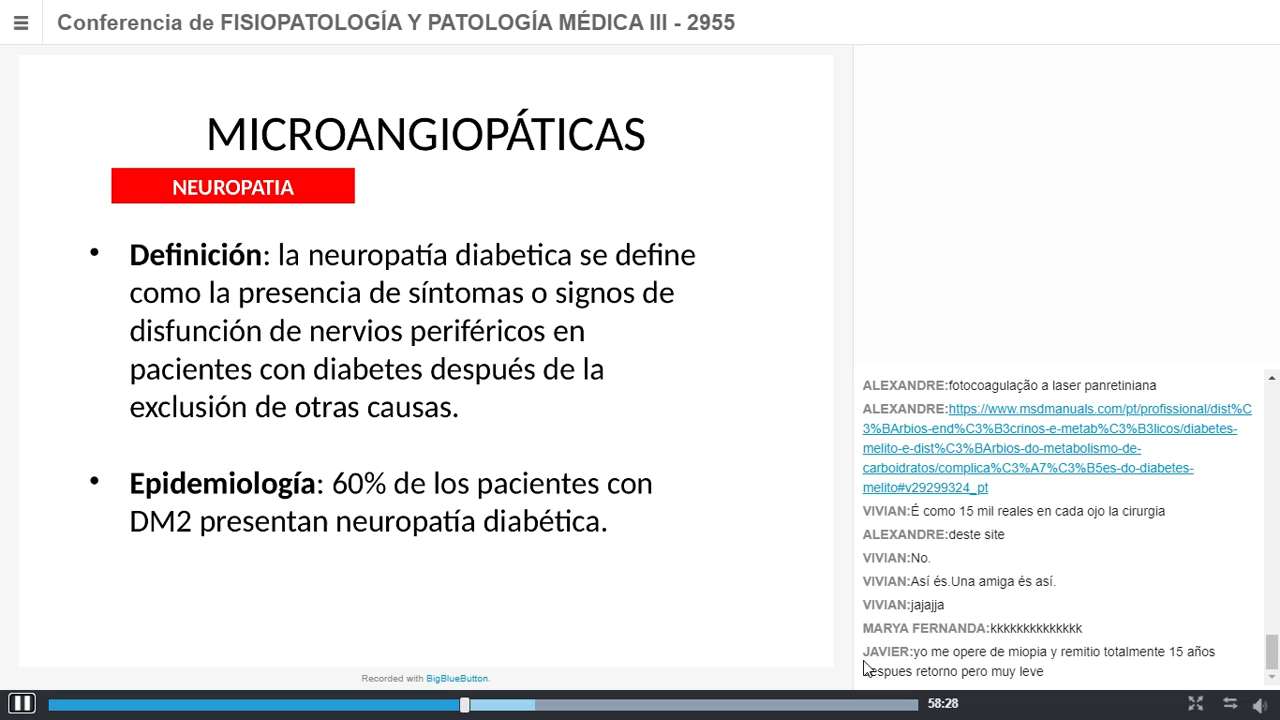 Conferencia de FISIOPATOLOGÍA Y PATOLOGÍA MÉDICA III - 2955
MICROANGIOPÁTICAS
NEUROPATIA
• Definición: la neuropatía diabetica se define
como la presencia de síntomas o signos de
disfunción de nervios periféricos en
pacientes con diabetes después de la
exclusión de otras causas.
• Epidemiología: 60% de los pacientes con
DM2 presentan neuropatía diabética.
Recorded with BigBlueButton.
ALEXANDRE:fotocoagulação a laser panretiniana
ALEXANDRE:https://www.msdmanuals.com/pt/profissional/dist%C
3%BArbios-end%C3%B3crinos-e-metab%C3%B3licos/diabetes-
melito-e-dist%C3%BArbios-do-metabolismo-de-
carboidratos/complica%C3%A7%C3%B5es-do-diabetes-
melito#v29299324_pt
VIVIAN:É como 15 mil reales en cada ojo la cirurgia
ALEXANDRE:deste site
VIVIAN:No.
VIVIAN:Así és.Una amiga és así.
VIVIAN:jajajja
MARYA FERNANDA:kkkkkkkkkkkkkk
JAVIER:yo me opere de miopia y remitio totalmente 15 años
despues retorno pero muy leve
58:28